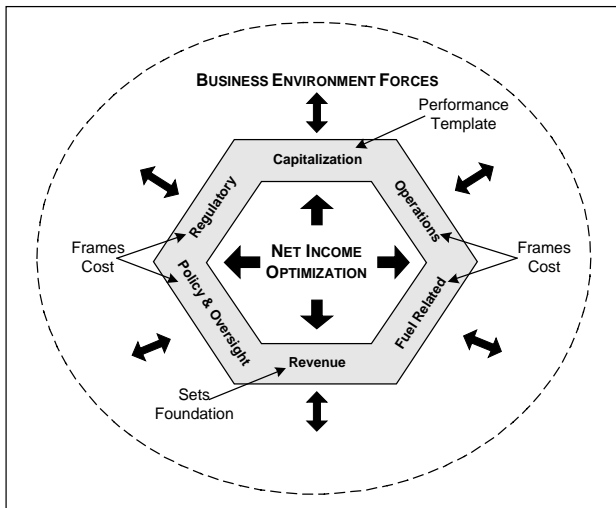 BUSINESS ENVIRONMENT FORCES
Performance
Template
Capitalization
Regulatory
Operations
Frames
Cost
NET INCOME
OPTIMIZATION
Frames
Cost
Policy & Oversight
Fuel Related
Revenue
Sets
Foundation